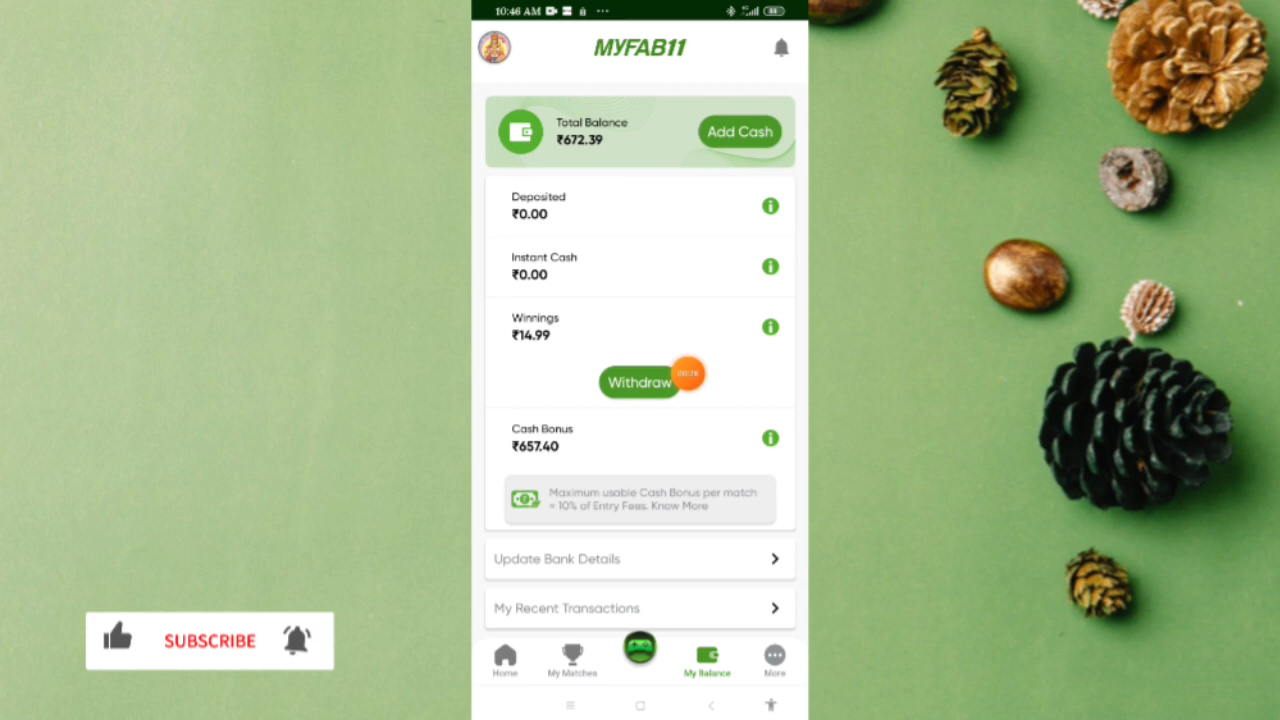 10:46 AM
MYFAB11
Total Balance
₹672.39
Add Cash
Deposited
₹0.00
Instant Cash
₹0.00
Winnings
₹14.99
Withdraw
Cash Bonus
₹657.40
Maximum usable Cash Bonus per match
= 10% of Entry Fees. Know More
Update Bank Details
My Recent Transactions
SUBSCRIBE
Home
My Matches
My Balance
More